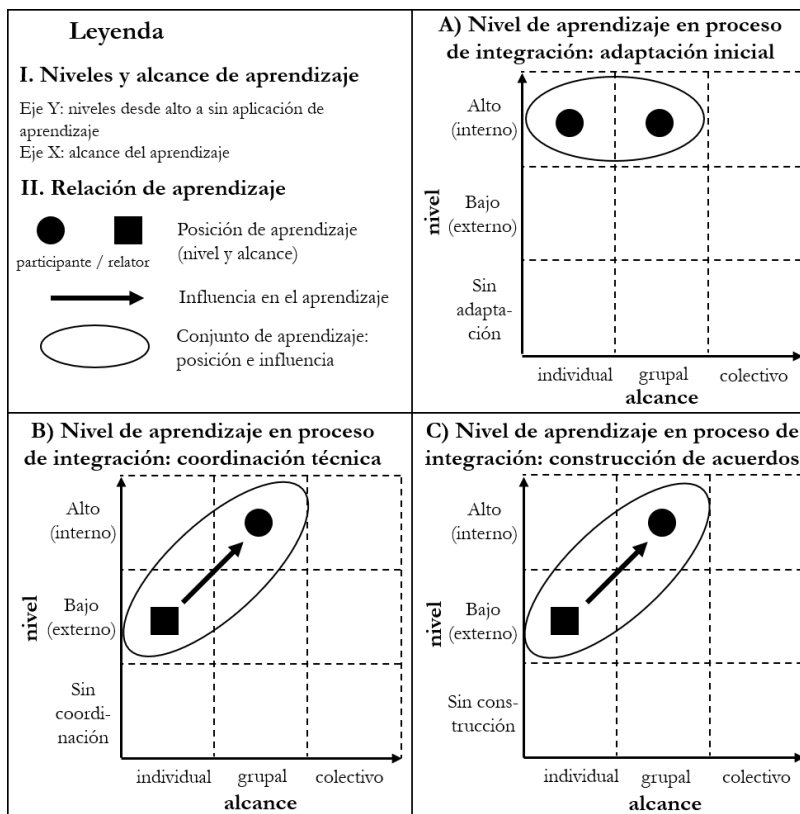 Leyenda
I. Niveles y alcance de aprendizaje
Eje Y: niveles desde alto a sin aplicación de
aprendizaje
Eje X: alcance del aprendizaje
II. Relación de aprendizaje
participante / relator
Posición de aprendizaje
(nivel y alcance)
Influencia en el aprendizaje
Conjunto de aprendizaje:
posición e influencia
A) Nivel de aprendizaje en proceso
de integración: adaptación inicial
nivel
Alto
(interno)
Bajo
(externo)
Sin
adapta-
ción
individual grupal colectivo
alcance
B) Nivel de aprendizaje en proceso
de integración: coordinación técnica
nivel
Alto
(interno)
Bajo
(externo)
Sin
coordi-
nación
individual grupal colectivo
alcance
C) Nivel de aprendizaje en proceso de
integración: construcción de acuerdos
nivel
Alto
(interno)
Bajo
(externo)
Sin cons-
trucción
individual grupal colectivo
alcance